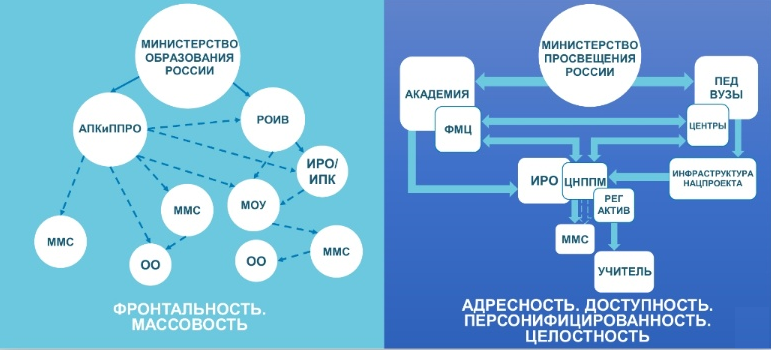 МИНИСТЕРСТВО
ОБРАЗОВАНИЯ
РОССИИ
АПКиППРО
РОИВ
ИРО/
ИПК
ММС
МОУ
ММС
ОО
ОО
ММС
ФРОНТАЛЬНОСТЬ.
МАССОВОСТЬ
МИНИСТЕРСТВО
ПРОСВЕЩЕНИЯ
РОССИИ
АКАДЕМИЯ
ФМЦ
ПЕД
ВУЗЫ
ЦЕНТРЫ
ИРО
ЦНППМ
ИНФРАСТРУКТУРА
НАЦПРОЕКТА
РЕГ
АКТИВ
ММС
УЧИТЕЛЬ
АДРЕСНОСТЬ. ДОСТУПНОСТЬ.
ПЕРСОНИФИЦИРОВАННОСТЬ.
ЦЕЛОСТНОСТЬ